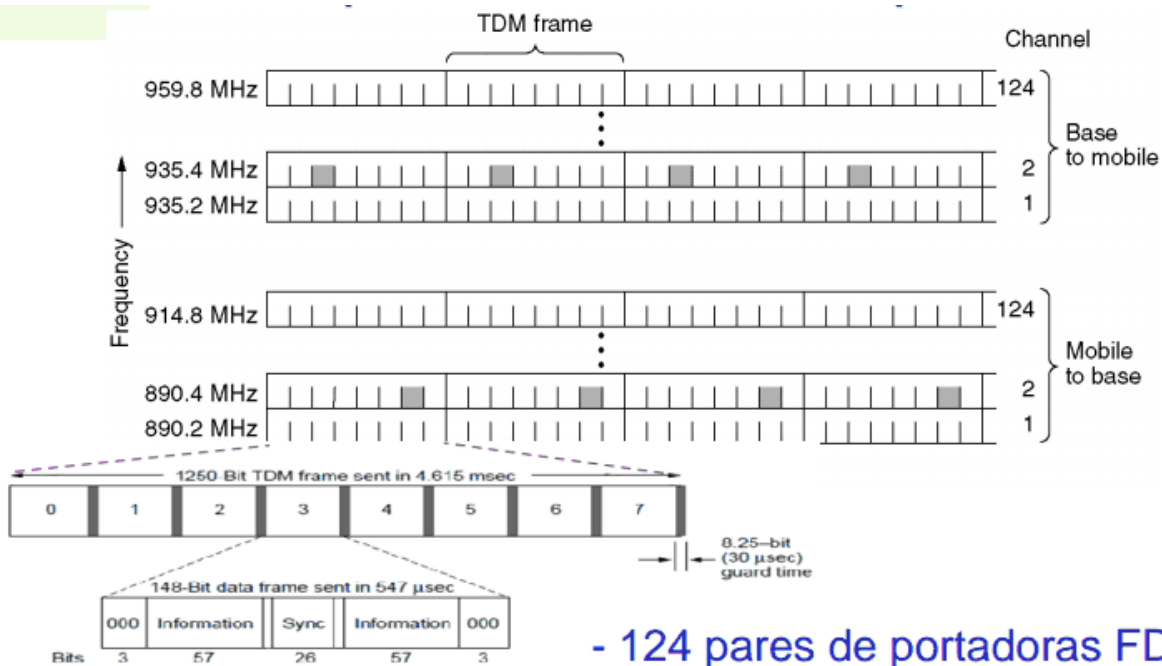 TDM frame
Channel
959.8 MHz 124
Base
to mobile
935.4 MHz 2
935.2 MHz 1
Frequency
914.8 MHz 124
Mobile
to base
890.4 MHz 2
890.2 MHz 1
1250-Bit TDM frame sent in 4.615 msec
0 1 2 3 4 5 6 7
8.25–bit
(30 μsec)
guard time
148-Bit data frame sent in 547 μsec
000 Information Sync Information 000
Bits 3 57 26 57 3
- 124 pares de portadoras FD